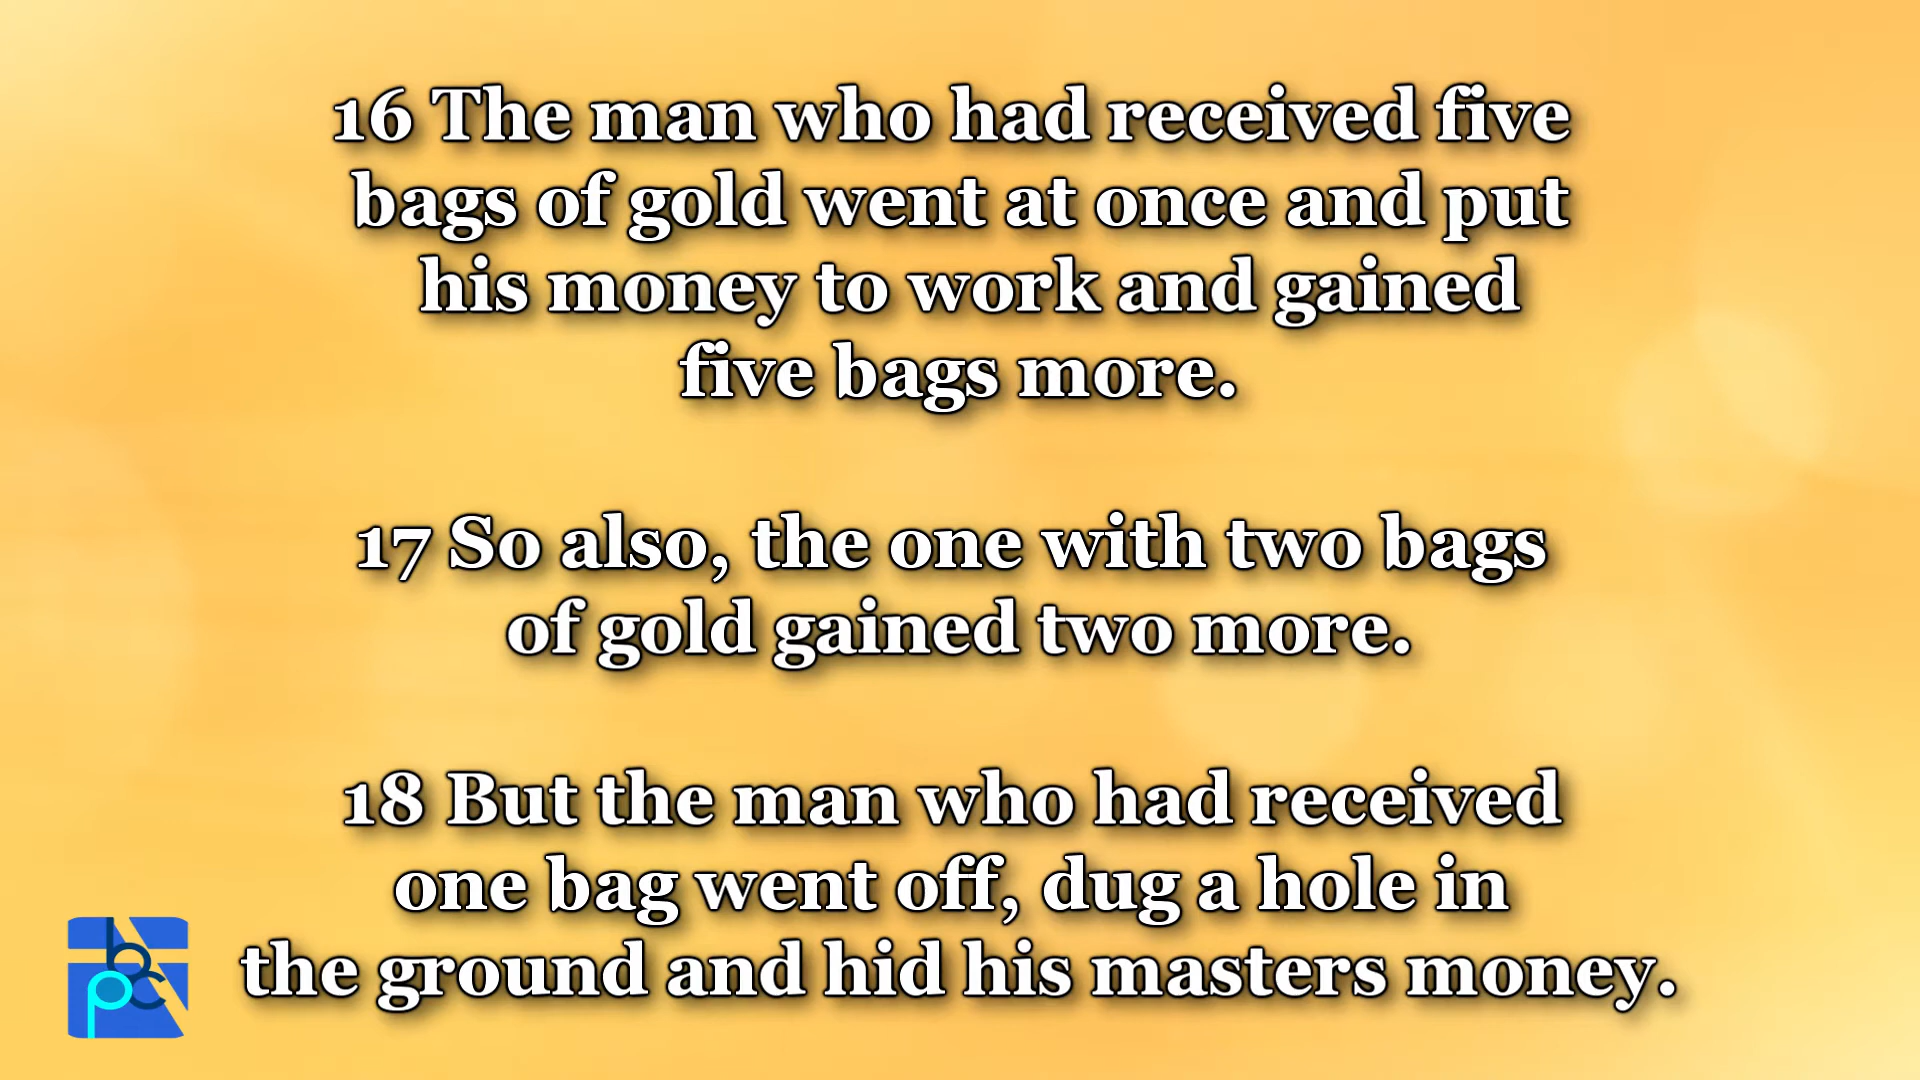 16 The man who had received five
bags of gold went at once and put
his money to work and gained
five bags more.
17 So also, the one with two bags
of gold gained two more.
18 But the man who had received
one bag went off, dug a hole in
the ground and hid his masters money.
pbc